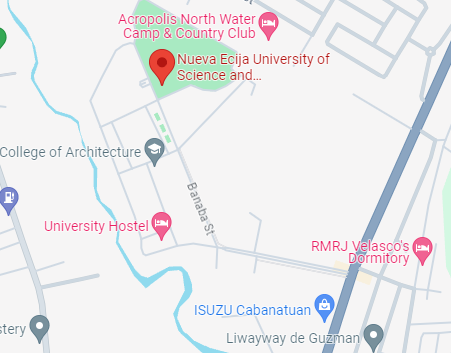 Acropolis North Water
Camp & Country Club
Nueva Ecija University of
Science and...
College of Architecture
Banaba St
University Hostel
RMRJ Velasco's
Dormitory
ISUZU Cabanatuan
Liwayway de Guzman
stery